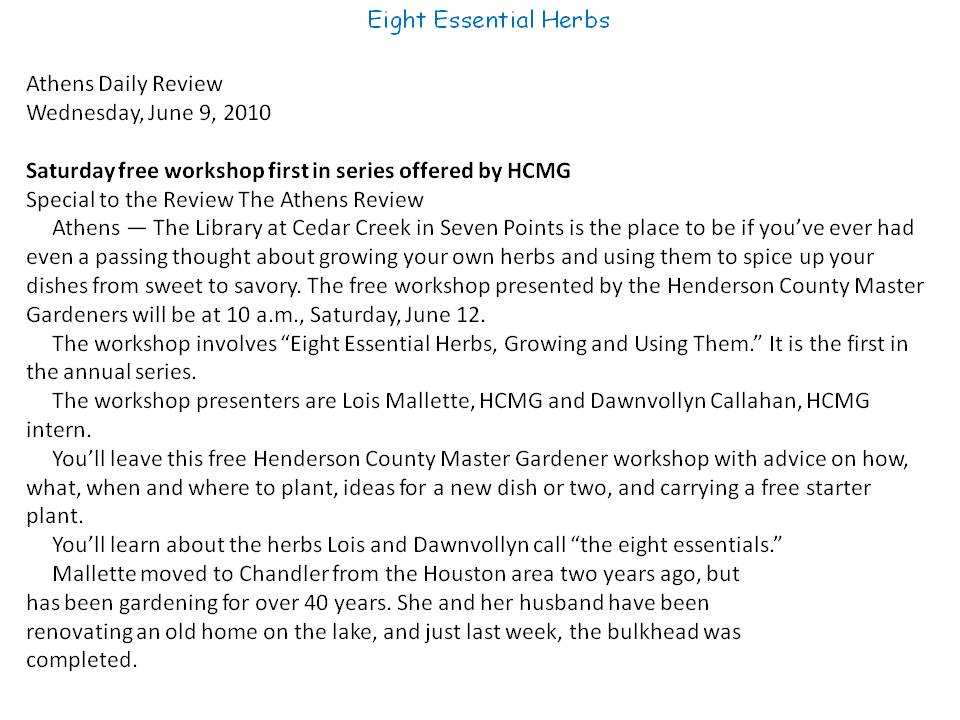 Eight Essential Herbs
Athens Daily Review
Wednesday, June 9, 2010
Saturday free workshop first in series offered by HCMG
Special to the Review The Athens Review
Athens — The Library at Cedar Creek in Seven Points is the place to be if you’ve ever had
even a passing thought about growing your own herbs and using them to spice up your
dishes from sweet to savory. The free workshop presented by the Henderson County Master
Gardeners will be at 10 a.m., Saturday, June 12.
The workshop involves “Eight Essential Herbs, Growing and Using Them.” It is the first in
the annual series.
The workshop presenters are Lois Mallette, HCMG and Dawnvollyn Callahan, HCMG
intern.
You’ll leave this free Henderson County Master Gardener workshop with advice on how,
what, when and where to plant, ideas for a new dish or two, and carrying a free starter
plant.
You’ll learn about the herbs Lois and Dawnvollyn call “the eight essentials.”
Mallette moved to Chandler from the Houston area two years ago, but
has been gardening for over 40 years. She and her husband have been
renovating an old home on the lake, and just last week, the bulkhead was
completed.